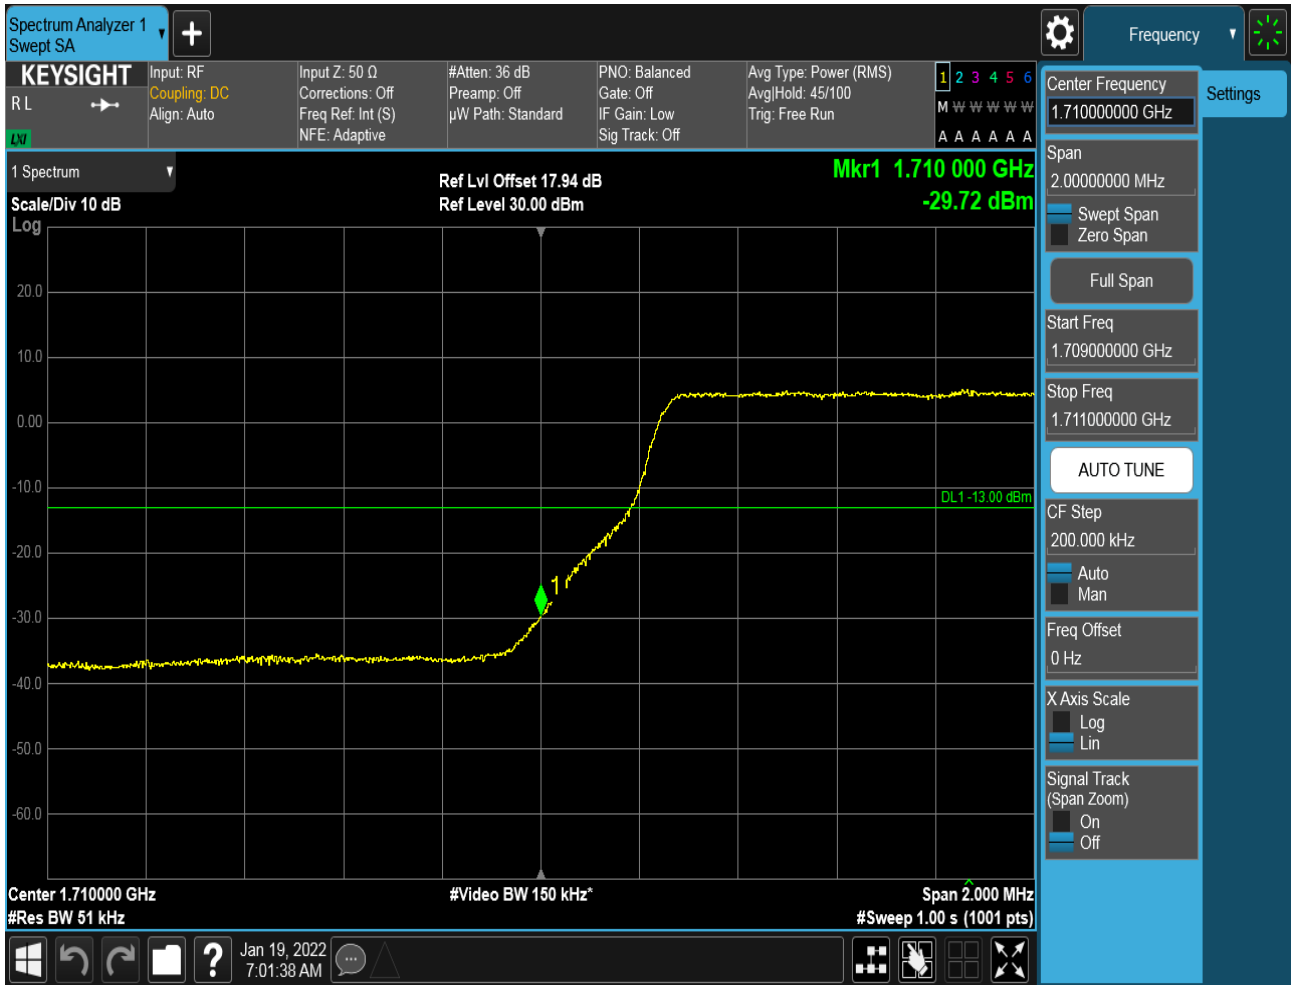 Spectrum Analyzer 1
Swept SA
Frequency
KEYSIGHT
R L
LXI
Input: RF
Coupling: DC
Align: Auto
Input Z: 50 Ω
Corrections: Off
Freq Ref: Int (S)
NFE: Adaptive
#Atten: 36 dB
Preamp: Off
µW Path: Standard
PNO: Balanced
Gate: Off
IF Gain: Low
Sig Track: Off
Avg Type: Power (RMS)
Avg|Hold: 45/100
Trig: Free Run
1 2 3 4 5 6
M W W W W W
A A A A A A
1 Spectrum
Scale/Div 10 dB
Log
Ref Lvl Offset 17.94 dB
Ref Level 30.00 dBm
Mkr1 1.710 000 GHz
-29.72 dBm
20.0
10.0
0.00
-10.0
-20.0
-30.0
-40.0
-50.0
-60.0
DL1 -13.00 dBm
1
Center 1.710000 GHz
#Res BW 51 kHz
#Video BW 150 kHz*
Span 2.000 MHz
#Sweep 1.00 s (1001 pts)
Center Frequency
1.710000000 GHz
Settings
Span
2.00000000 MHz
Swept Span
Zero Span
Full Span
Start Freq
1.709000000 GHz
Stop Freq
1.711000000 GHz
AUTO TUNE
CF Step
200.000 kHz
Auto
Man
Freq Offset
0 Hz
X Axis Scale
Log
Lin
Signal Track
(Span Zoom)
On
Off
?
Jan 19, 2022
7:01:38 AM